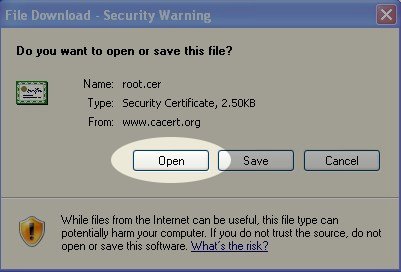 File Download - Security Warning
Do you want to open or save this file?
Name: root.cer
Type: Security Certificate, 2.50KB
From: www.cacert.org
Open Save Cancel
While files from the Internet can be useful, this file type can
potentially harm your computer. If you do not trust the source, do not
open or save this software. What's the risk?